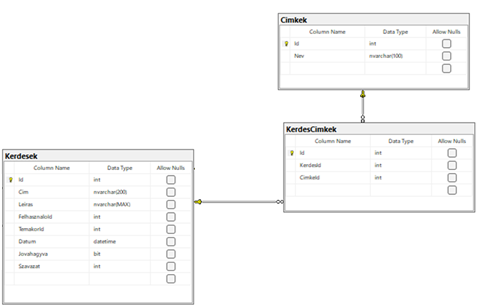 Cimkek
Column Name Data Type Allow Nulls
Id int
Nev nvarchar(100)
KerdesCimkek
Column Name Data Type Allow Nulls
Id int
KerdesId int
CimkeId int
Kerdesek
Column Name Data Type Allow Nulls
Id int
Cim nvarchar(200)
Leiras nvarchar(MAX)
FelhasznaloId int
TemakorId int
Datum datetime
Jovahagyva bit
Szavazat int